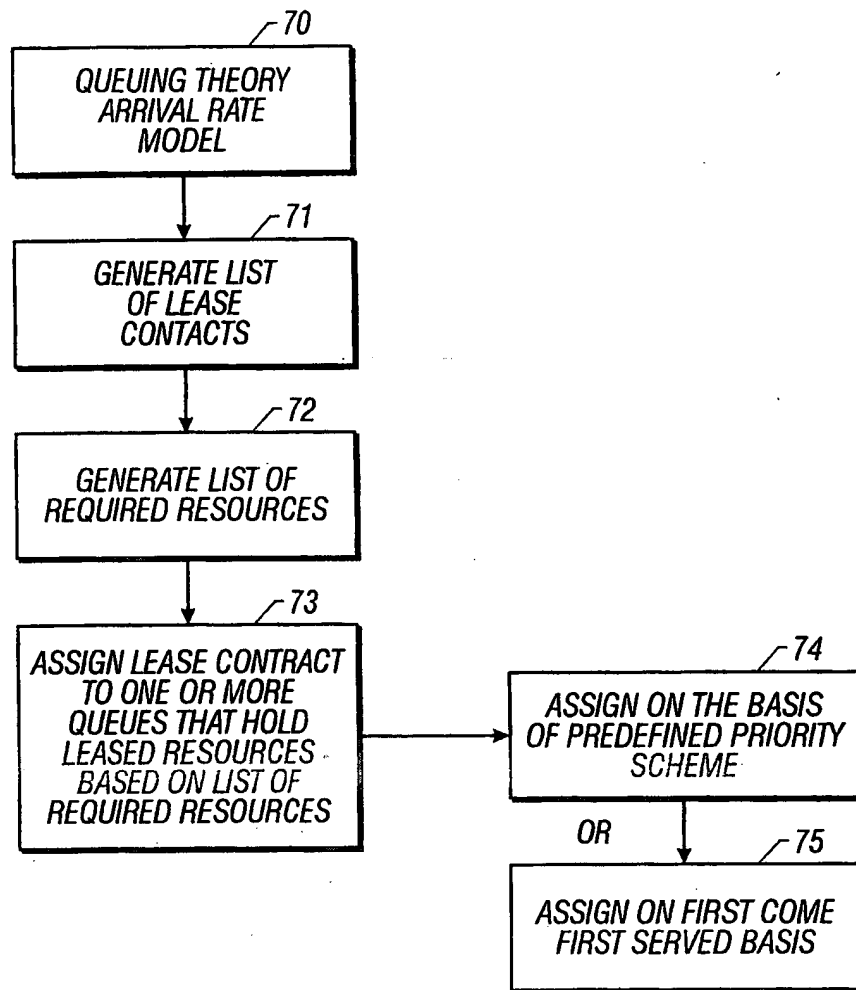 70
QUEUING THEORY
ARRIVAL RATE
MODEL
71
GENERATE LIST
OF LEASE
CONTACTS
72
GENERATE LIST OF
REQUIRED RESOURCES
73
ASSIGN LEASE CONTRACT
TO ONE OR MORE
QUEUES THAT HOLD
LEASED RESOURCES
BASED ON LIST OF
REQUIRED RESOURCES
74
ASSIGN ON THE BASIS
OF PREDEFINED PRIORITY
SCHEME
OR
75
ASSIGN ON FIRST COME
FIRST SERVED BASIS